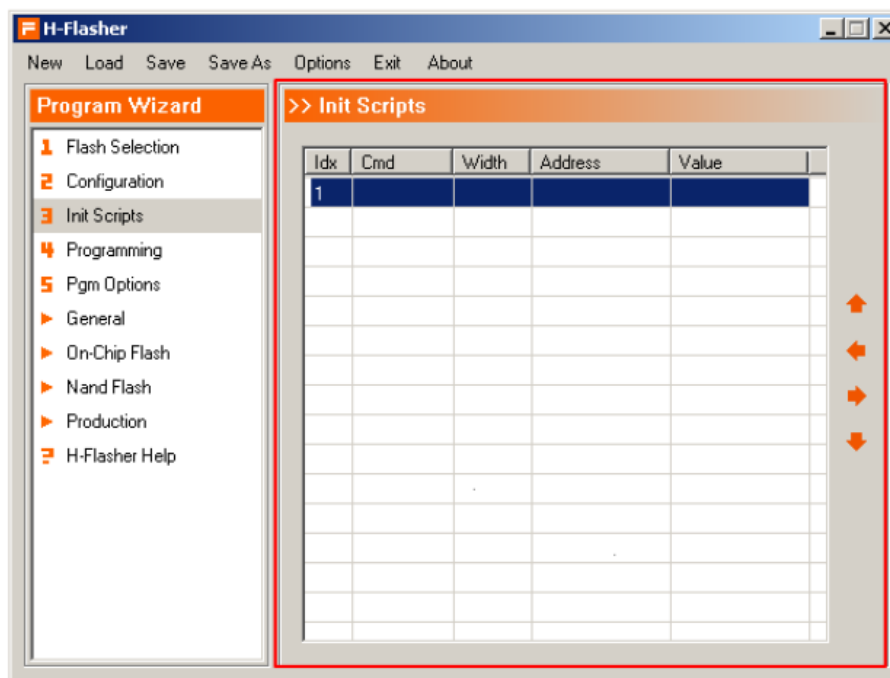 H-Flasher
New Load Save Save As Options Exit About
Program Wizard
1 Flash Selection
2 Configuration
3 Init Scripts
4 Programming
5 Pgm Options
General
On-Chip Flash
Nand Flash
Production
? H-Flasher Help
>> Init Scripts
Idx Cmd Width Address Value
1